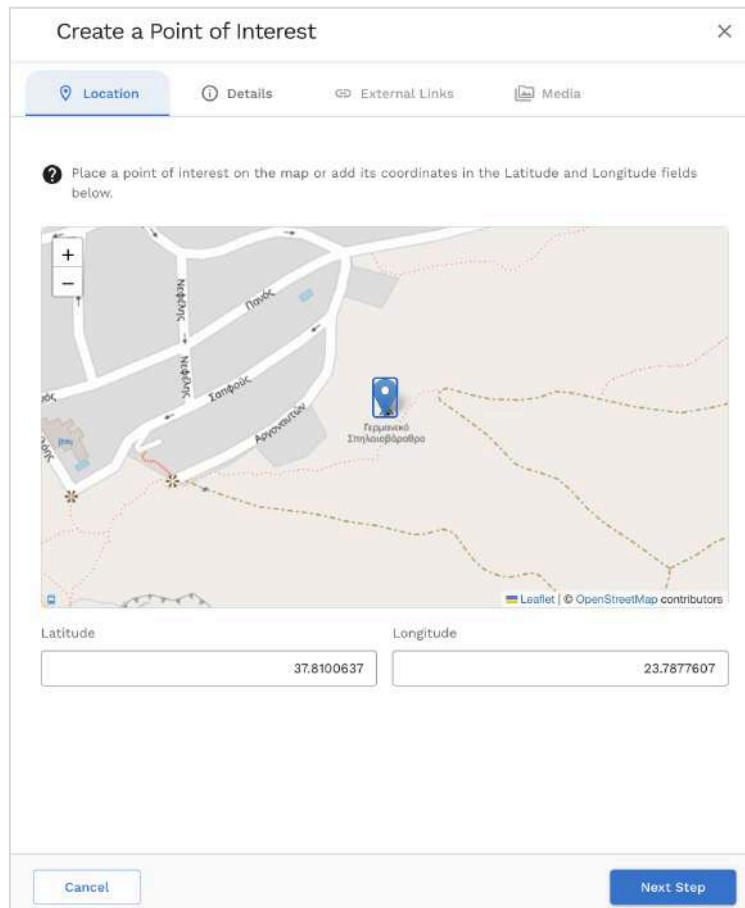 Create a Point of Interest
Location
Details
External Links
Media
Place a point of interest on the map or add its coordinates in the Latitude and Longitude fields
below.
+
−
Νεφέλης
Πανός
Νεφέλης
Σαπφούς
Αργοναυτών
Γερμανικό
Σπηλαιοβάραθρο
Leaflet | © OpenStreetMap contributors
Latitude
Longitude
37.8100637
23.7877607
Cancel
Next Step